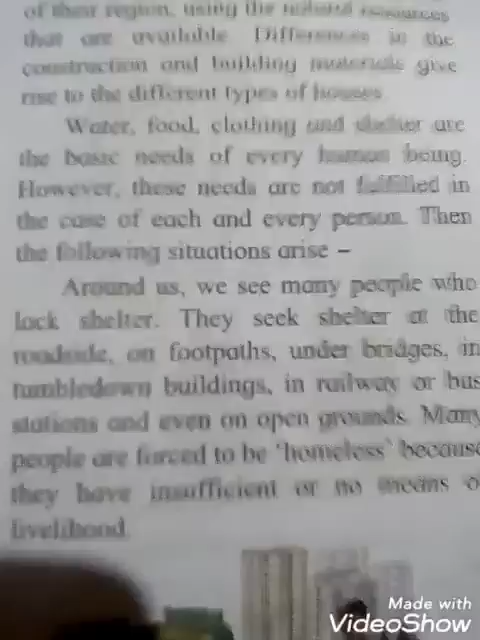 of their region, using the natural resources
that are available. Differences in the
construction and building materials give
rise to the different types of houses.
Water, food, clothing and shelter are
the basic needs of every human being.
However, these needs are not fulfilled in
the case of each and every person. Then
the following situations arise –
Around us, we see many people who
lack shelter. They seek shelter at the
roadside, on footpaths, under bridges, in
tumbledown buildings, in railway or bus
stations and even on open grounds. Many
people are forced to be 'homeless' because
they have insufficient or no means o
livelihood.
Made with
VideoShow